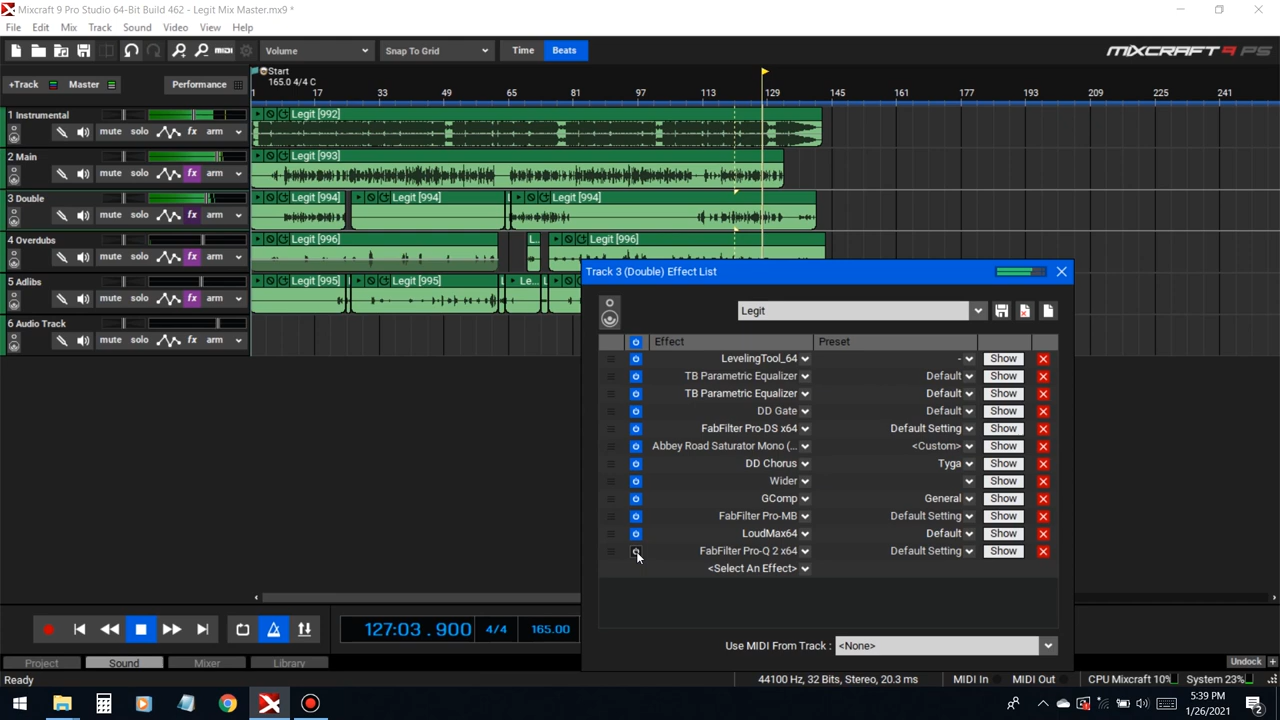 Mixcraft 9 Pro Studio 64-Bit Build 462 - Legit Mix Master.mx9 *
File Edit Mix Track Sound Video View Help
MIDI Volume Snap To Grid Time Beats MIXCRAFT 9 PS
+Track Master Performance
Start
165.0 4/4 C
1 17 33 49 65 81 97 113 129 145 161 177 193 209 225 241
1 Instrumental Legit [992]
mute solo fx arm
2 Main Legit [993]
mute solo fx arm
3 Double Legit [994] Legit [994] L Legit [994]
mute solo fx arm
4 Overdubs Legit [996] L.. Legit [996]
mute solo fx arm
5 Adlibs Legit [995] Legit [995] L Le...
mute solo fx arm
6 Audio Track
mute solo fx arm
Track 3 (Double) Effect List
Legit
Effect Preset
LevelingTool_64 - Show
TB Parametric Equalizer Default Show
TB Parametric Equalizer Default Show
DD Gate Default Show
FabFilter Pro-DS x64 Default Setting Show
Abbey Road Saturator Mono (... <Custom> Show
DD Chorus Tyga Show
Wider Show
GComp General Show
FabFilter Pro-MB Default Setting Show
LoudMax64 Default Show
FabFilter Pro-Q 2 x64 Default Setting Show
<Select An Effect>
Use MIDI From Track : <None>
127:03 . 900 4/4 165.00
Project Sound Mixer Library Undock
Ready 44100 Hz, 32 Bits, Stereo, 20.3 ms MIDI In MIDI Out CPU Mixcraft 10% System 23%
5:39 PM
1/26/2021
2